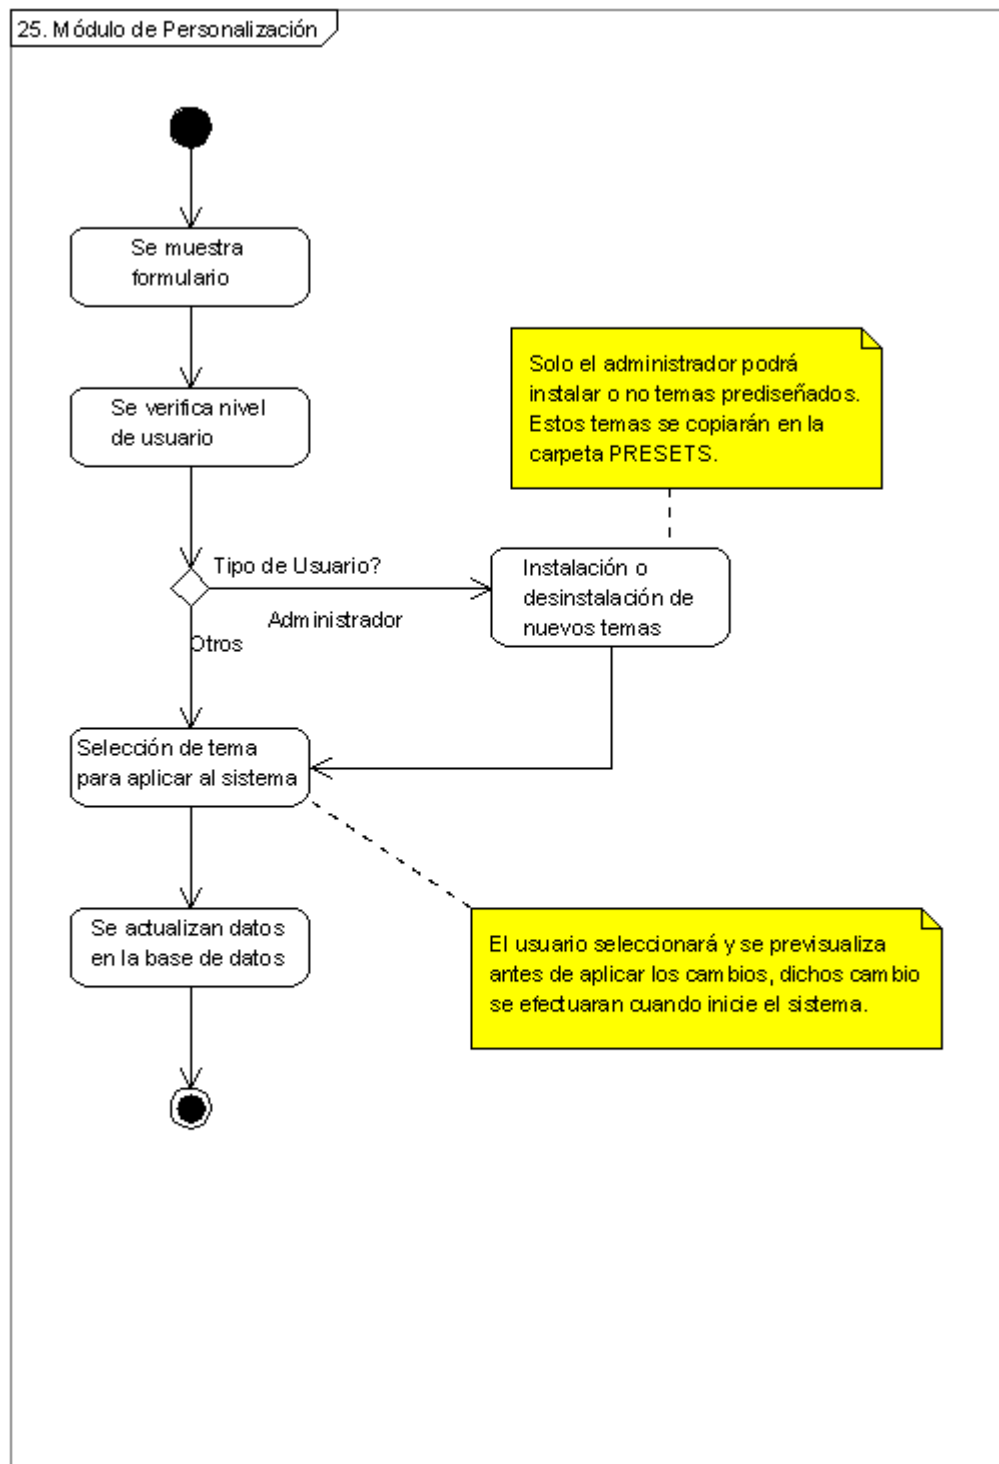 25. Módulo de Personalización
Se muestra
formulario
Se verifica nivel
de usuario
Solo el administrador podrá
instalar o no temas prediseñados.
Estos temas se copiarán en la
carpeta PRESETS.
Tipo de Usuario?
Administrador
Otros
Instalación o
desinstalación de
nuevos temas
Selección de tema
para aplicar al sistema
Se actualizan datos
en la base de datos
El usuario seleccionará y se previsualiza
antes de aplicar los cambios, dichos cambio
se efectuaran cuando inicie el sistema.